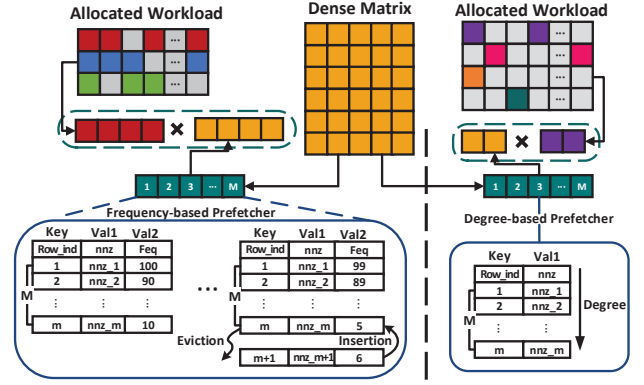 Allocated Workload
Dense Matrix
Allocated Workload
...
...
...
...
...
...
...
× 
×
1 2 3 ... M
1 2 3 ... M
Frequency-based Prefetcher
Degree-based Prefetcher
Key Val1 Val2
Row_ind nnz Feq
1 nnz_1 100
2 nnz_2 90
M
⋮ ⋮ ⋮
m nnz_m 10
...
Key Val1 Val2
Row_ind nnz Feq
1 nnz_1 99
2 nnz_2 89
M
⋮ ⋮ ⋮
m nnz_m 5
Eviction
Insertion
m+1 nnz_m+1 6
Key Val1
Row_ind nnz
1 nnz_1
2 nnz_2
M
Degree
⋮ ⋮
m nnz_m